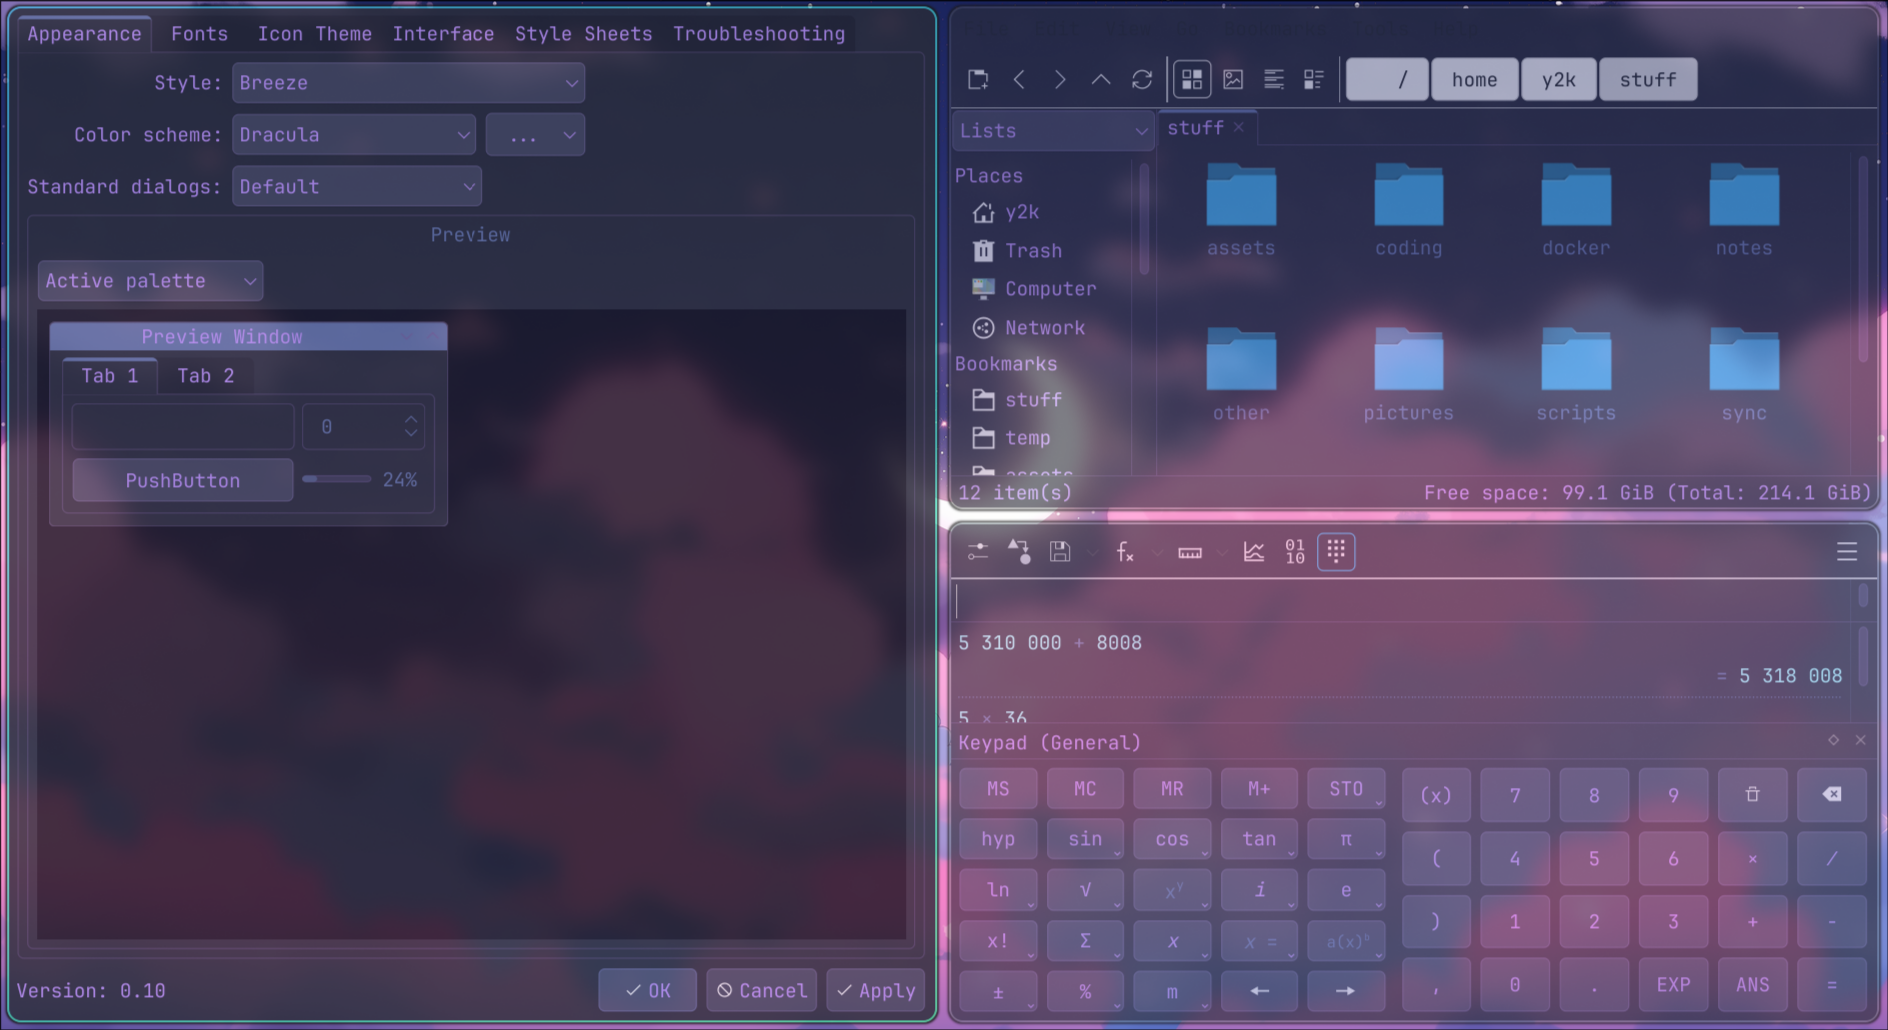 Appearance Fonts Icon Theme Interface Style Sheets Troubleshooting
Style: Breeze
Color scheme: Dracula ...
Standard dialogs: Default
Preview
Active palette
Preview Window
Tab 1 Tab 2
0
PushButton 24%
Version: 0.10 OK Cancel Apply
/ home y2k stuff
Lists stuff
Places
y2k
Trash
Computer
Network
Bookmarks
stuff
temp
assets
assets coding docker notes
other pictures scripts sync
12 item(s) Free space: 99.1 GiB (Total: 214.1 GiB)
fx 01 10
5 310 000 + 8008
= 5 318 008
5 × 36
Keypad (General)
MS MC MR M+ STO (x) 7 8 9
hyp sin cos tan π ( 4 5 6 × /
ln √ xʸ i e ) 1 2 3 + -
x! Σ x x = a(x)ᵇ
± % m ← → , 0 . EXP ANS =